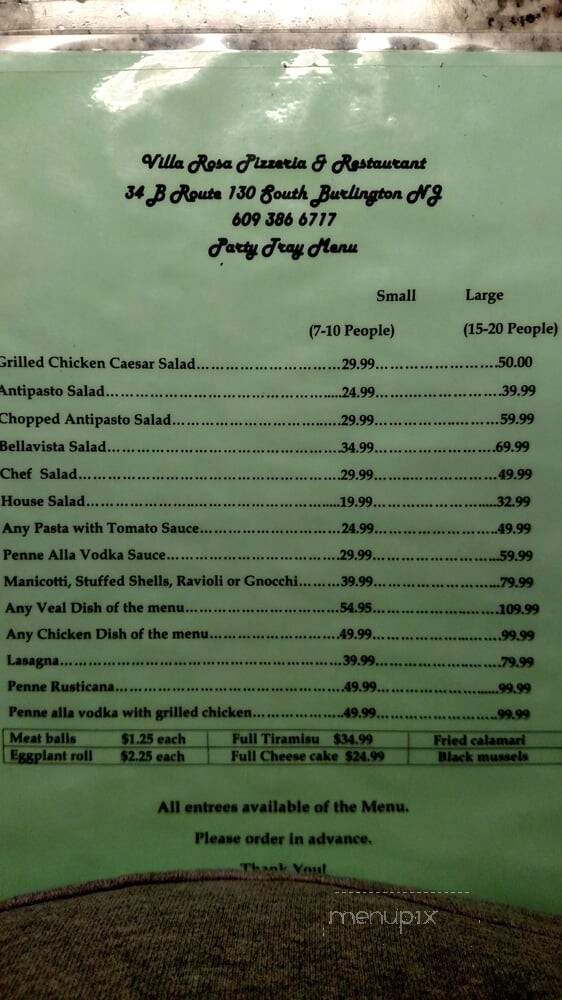 Villa Rosa Pizzeria & Restaurant
34 B Route 130 South Burlington NJ
609 386 6717
Party Tray Menu
Small Large
(7-10 People) (15-20 People)
Grilled Chicken Caesar Salad 29.99 50.00
Antipasto Salad 24.99 39.99
Chopped Antipasto Salad 29.99 59.99
Bellavista Salad 34.99 69.99
Chef Salad 29.99 49.99
House Salad 19.99 32.99
Any Pasta with Tomato Sauce 24.99 49.99
Penne Alla Vodka Sauce 29.99 59.99
Manicotti, Stuffed Shells, Ravioli or Gnocchi 39.99 79.99
Any Veal Dish of the menu 54.95 109.99
Any Chicken Dish of the menu 49.99 99.99
Lasagna 39.99 79.99
Penne Rusticana 49.99 99.99
Penne alla vodka with grilled chicken 49.99 99.99
Meat balls $1.25 each Full Tiramisu $34.99 Fried calamari
Eggplant roll $2.25 each Full Cheese cake $24.99 Black mussels
All entrees available of the Menu.
Please order in advance.
Thank You!
menupix